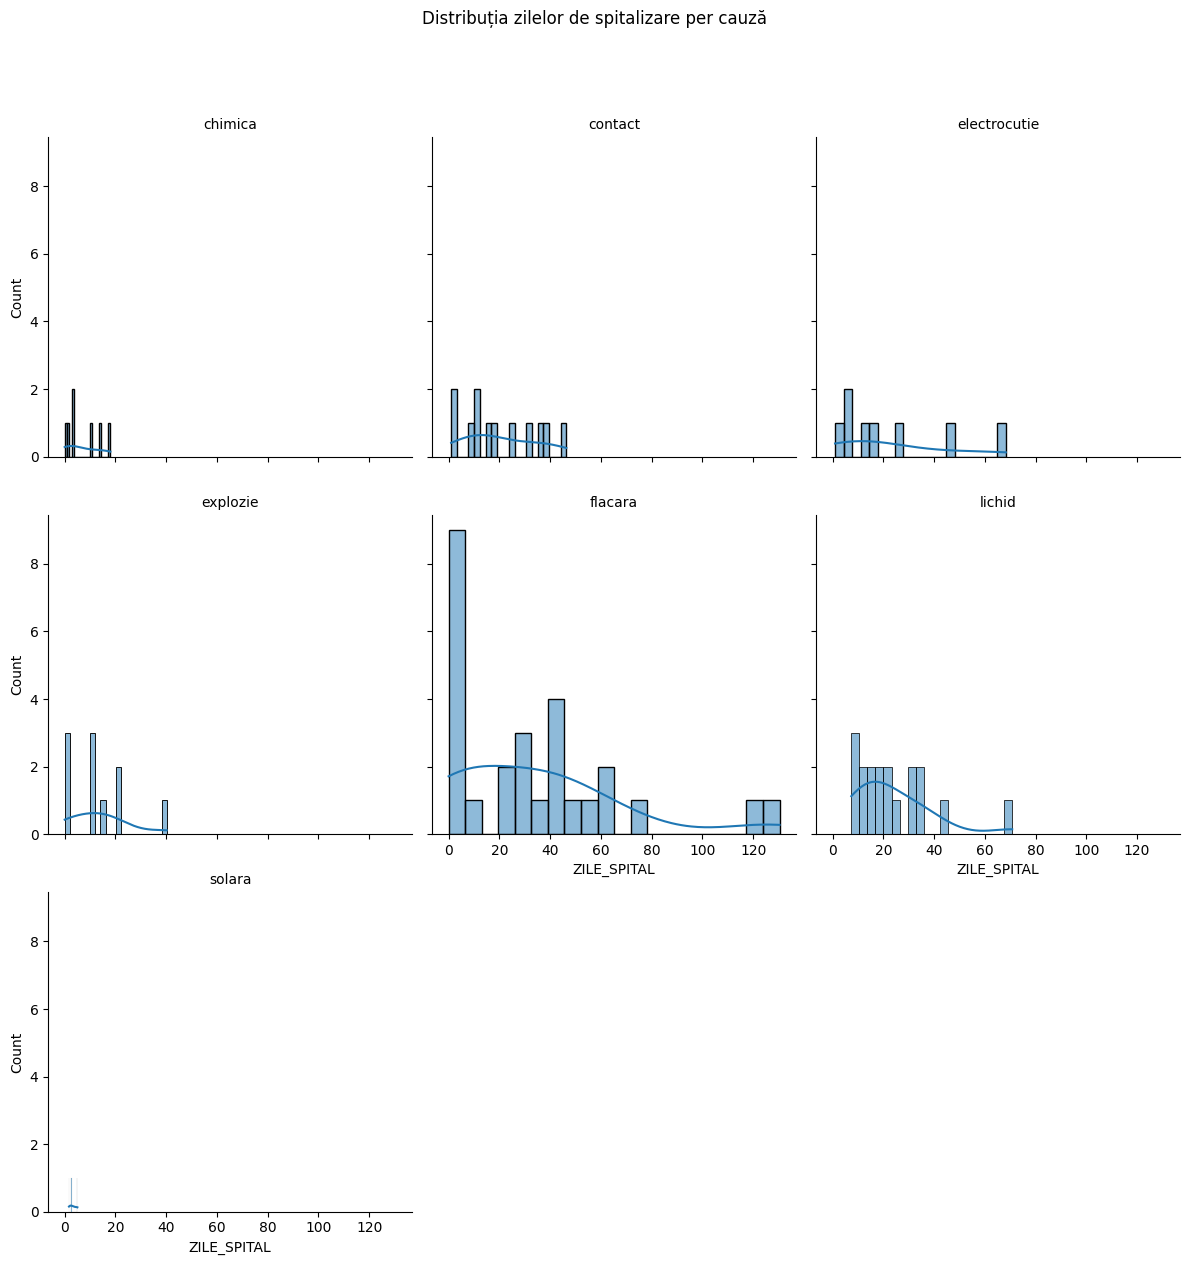 Distribuția zilelor de spitalizare per cauză
chimica
contact
electrocutie
8
6
4
2
0
Count
explozie
flacara
lichid
8
6
4
2
0
Count
0 20 40 60 80 100 120
ZILE_SPITAL
0 20 40 60 80 100 120
ZILE_SPITAL
solara
8
6
4
2
0
Count
0 20 40 60 80 100 120
ZILE_SPITAL